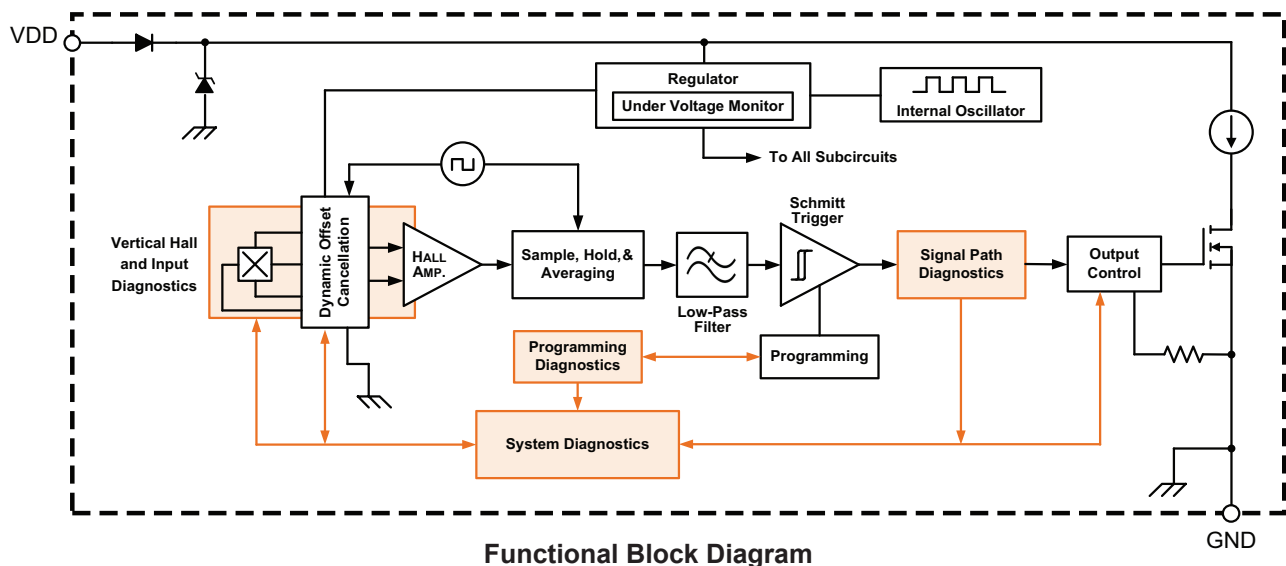 VDD
Regulator
Under Voltage Monitor
Internal Oscillator
To All Subcircuits
Vertical Hall
and Input
Diagnostics
Dynamic Offset
Cancellation
HALL
AMP.
Sample, Hold, &
Averaging
Low-Pass
Filter
Schmitt
Trigger
Signal Path
Diagnostics
Output
Control
Programming
Diagnostics
Programming
System Diagnostics
GND
Functional Block Diagram